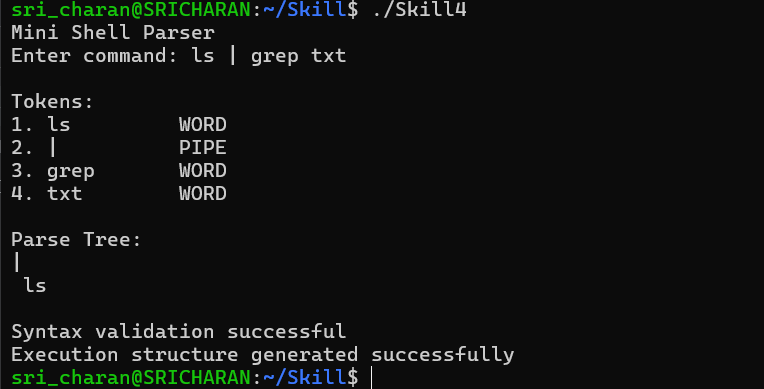 sri_charan@SRICHARAN:~/Skill$ ./Skill4
Mini Shell Parser
Enter command: ls | grep txt
Tokens:
1. ls WORD
2. | PIPE
3. grep WORD
4. txt WORD
Parse Tree:
|
ls
Syntax validation successful
Execution structure generated successfully
sri_charan@SRICHARAN:~/Skill$